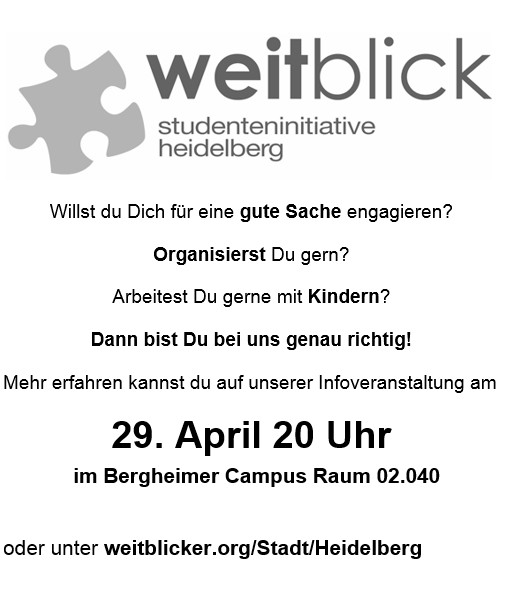 weitblick
studenteninitiative
heidelberg
Willst du Dich für eine gute Sache engagieren?
Organisierst Du gern?
Arbeitest Du gerne mit Kindern?
Dann bist Du bei uns genau richtig!
Mehr erfahren kannst du auf unserer Infoveranstaltung am
29. April 20 Uhr
im Bergheimer Campus Raum 02.040
oder unter weitblicker.org/Stadt/Heidelberg